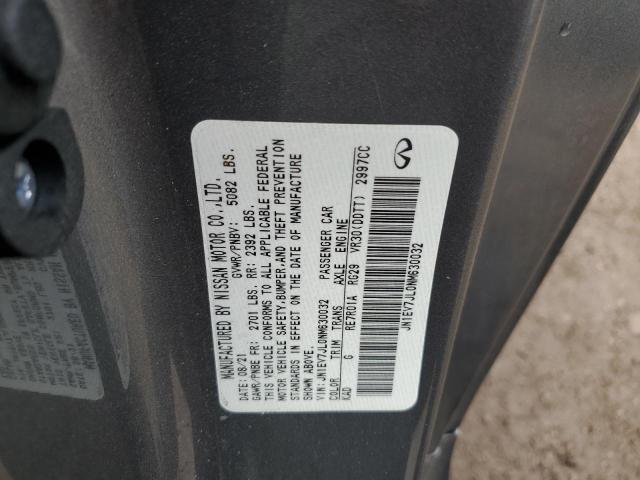 MANUFACTURED BY NISSAN MOTOR CO.,LTD.
DATE: 08/21 GVWR/PNBV: 5082 LBS.
GAWR/PNBE FR: 2701 LBS. RR: 2392 LBS.
THIS VEHICLE CONFORMS TO ALL APPLICABLE FEDERAL
MOTOR VEHICLE SAFETY,BUMPER,AND THEFT PREVENTION
STANDARDS IN EFFECT ON THE DATE OF MANUFACTURE
SHOWN ABOVE.
VIN: JN1EV7JL0NM630032 PASSENGER CAR
COLOR TRIM TRANS AXLE ENGINE
KAD G RE7R01A RG29 VR30(DDTT) 2997CC
JN1EV7JL0NM630032